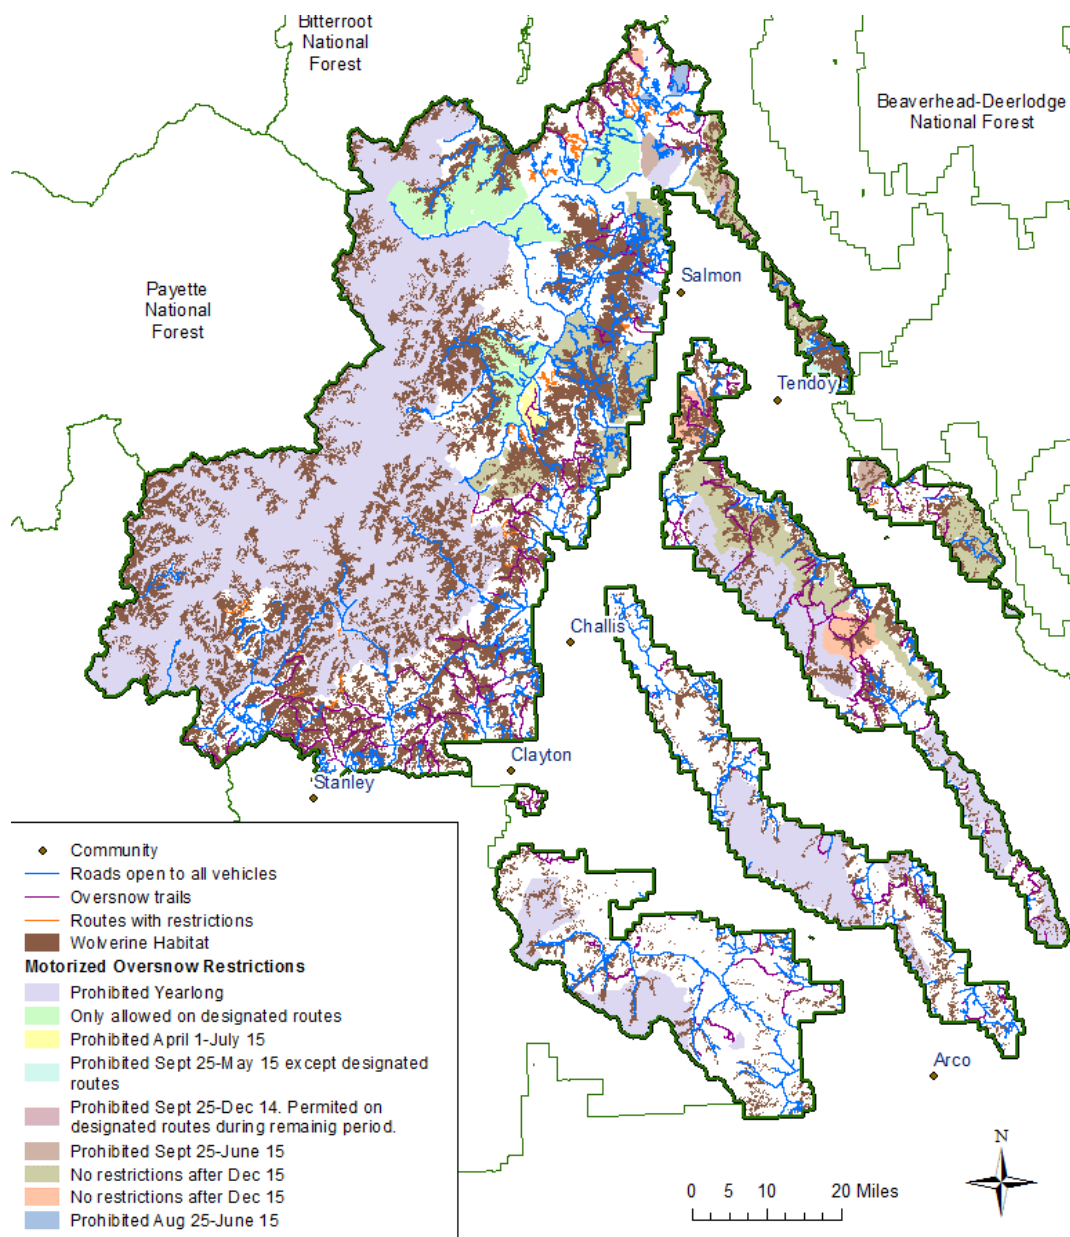 Bitterroot
National
Forest
Beaverhead-Deerlodge
National Forest
Payette
National
Forest
Salmon
Tendoy
Challis
Clayton
Stanley
Arco
Community
Roads open to all vehicles
Oversnow trails
Routes with restrictions
Wolverine Habitat
Motorized Oversnow Restrictions
Prohibited Yearlong
Only allowed on designated routes
Prohibited April 1-July 15
Prohibited Sept 25-May 15 except designated
routes
Prohibited Sept 25-Dec 14. Permited on
designated routes during remainig period.
Prohibited Sept 25-June 15
No restrictions after Dec 15
No restrictions after Dec 15
Prohibited Aug 25-June 15
N
0 5 10 20 Miles